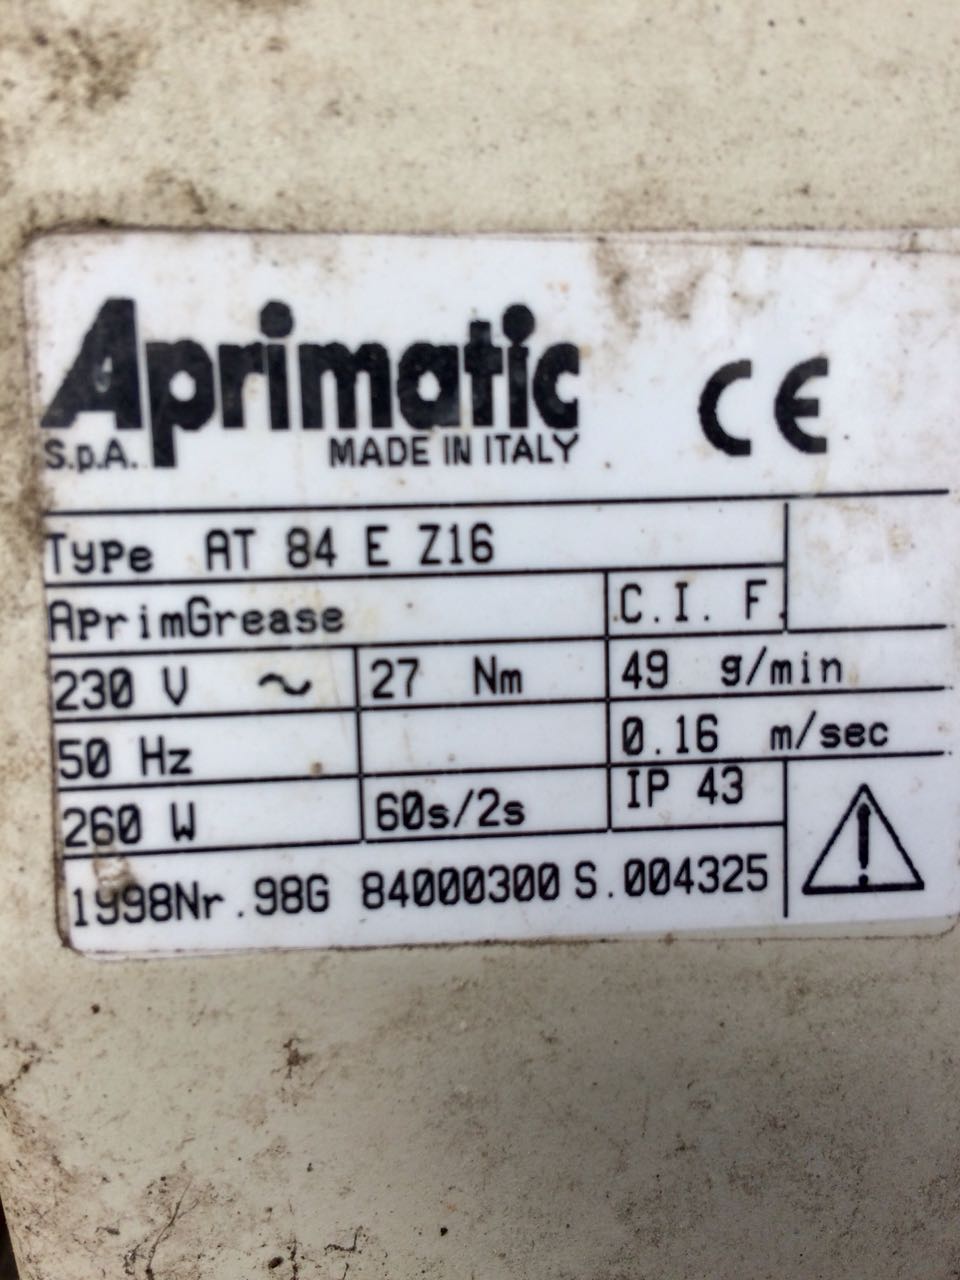 Aprimatic
S.p.A. MADE IN ITALY
CE
Type AT 84 E Z16
AprimGrease C.I.F.
230 V ~ 27 Nm 49 g/min
50 Hz 0.16 m/sec
260 W 60s/2s IP 43
1998Nr.98G 84000300 S.004325